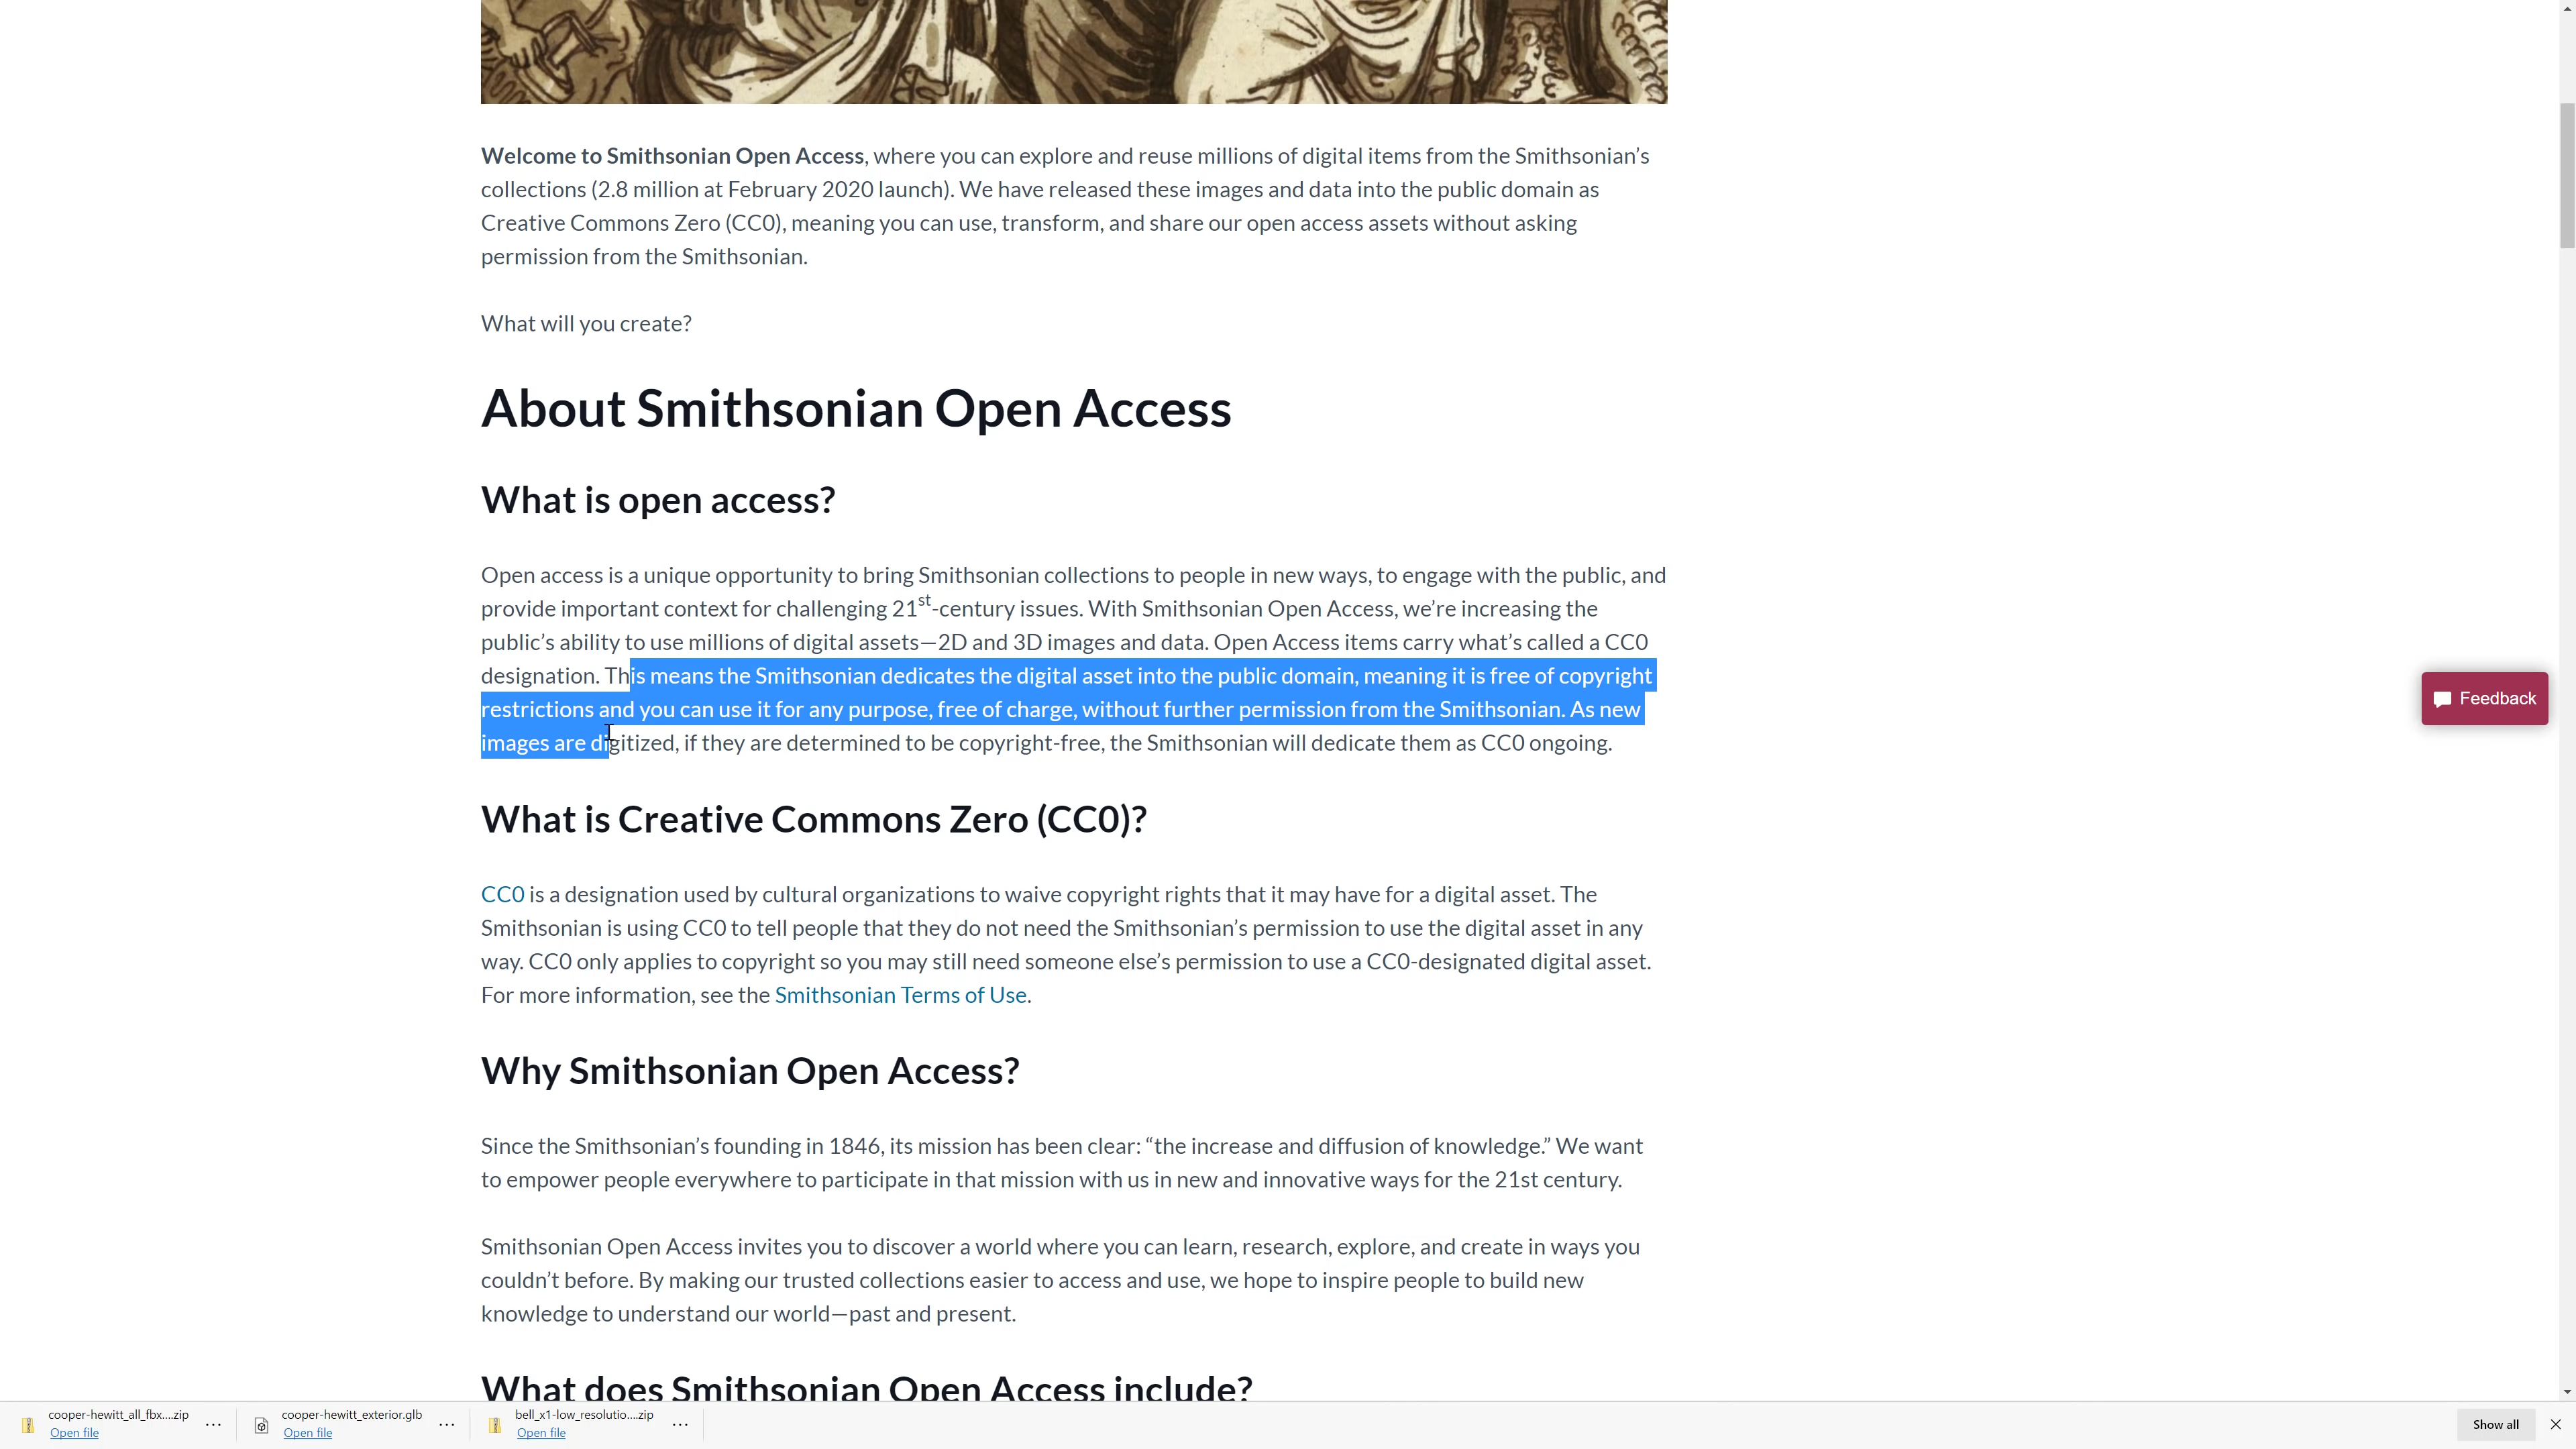 Welcome to Smithsonian Open Access, where you can explore and reuse millions of digital items from the Smithsonian’s
collections (2.8 million at February 2020 launch). We have released these images and data into the public domain as
Creative Commons Zero (CC0), meaning you can use, transform, and share our open access assets without asking
permission from the Smithsonian.
What will you create?
About Smithsonian Open Access
What is open access?
Open access is a unique opportunity to bring Smithsonian collections to people in new ways, to engage with the public, and
provide important context for challenging 21st-century issues. With Smithsonian Open Access, we’re increasing the
public’s ability to use millions of digital assets—2D and 3D images and data. Open Access items carry what’s called a CC0
designation. This means the Smithsonian dedicates the digital asset into the public domain, meaning it is free of copyright
restrictions and you can use it for any purpose, free of charge, without further permission from the Smithsonian. As new
images are digitized, if they are determined to be copyright-free, the Smithsonian will dedicate them as CC0 ongoing.
Feedback
What is Creative Commons Zero (CC0)?
CC0 is a designation used by cultural organizations to waive copyright rights that it may have for a digital asset. The
Smithsonian is using CC0 to tell people that they do not need the Smithsonian’s permission to use the digital asset in any
way. CC0 only applies to copyright so you may still need someone else’s permission to use a CC0-designated digital asset.
For more information, see the Smithsonian Terms of Use.
Why Smithsonian Open Access?
Since the Smithsonian’s founding in 1846, its mission has been clear: “the increase and diffusion of knowledge.” We want
to empower people everywhere to participate in that mission with us in new and innovative ways for the 21st century.
Smithsonian Open Access invites you to discover a world where you can learn, research, explore, and create in ways you
couldn’t before. By making our trusted collections easier to access and use, we hope to inspire people to build new
knowledge to understand our world—past and present.
What does Smithsonian Open Access include?
cooper-hewitt_all_fbx....zip
Open file
cooper-hewitt_exterior.glb
Open file
bell_x1-low_resolutio....zip
Open file
Show all